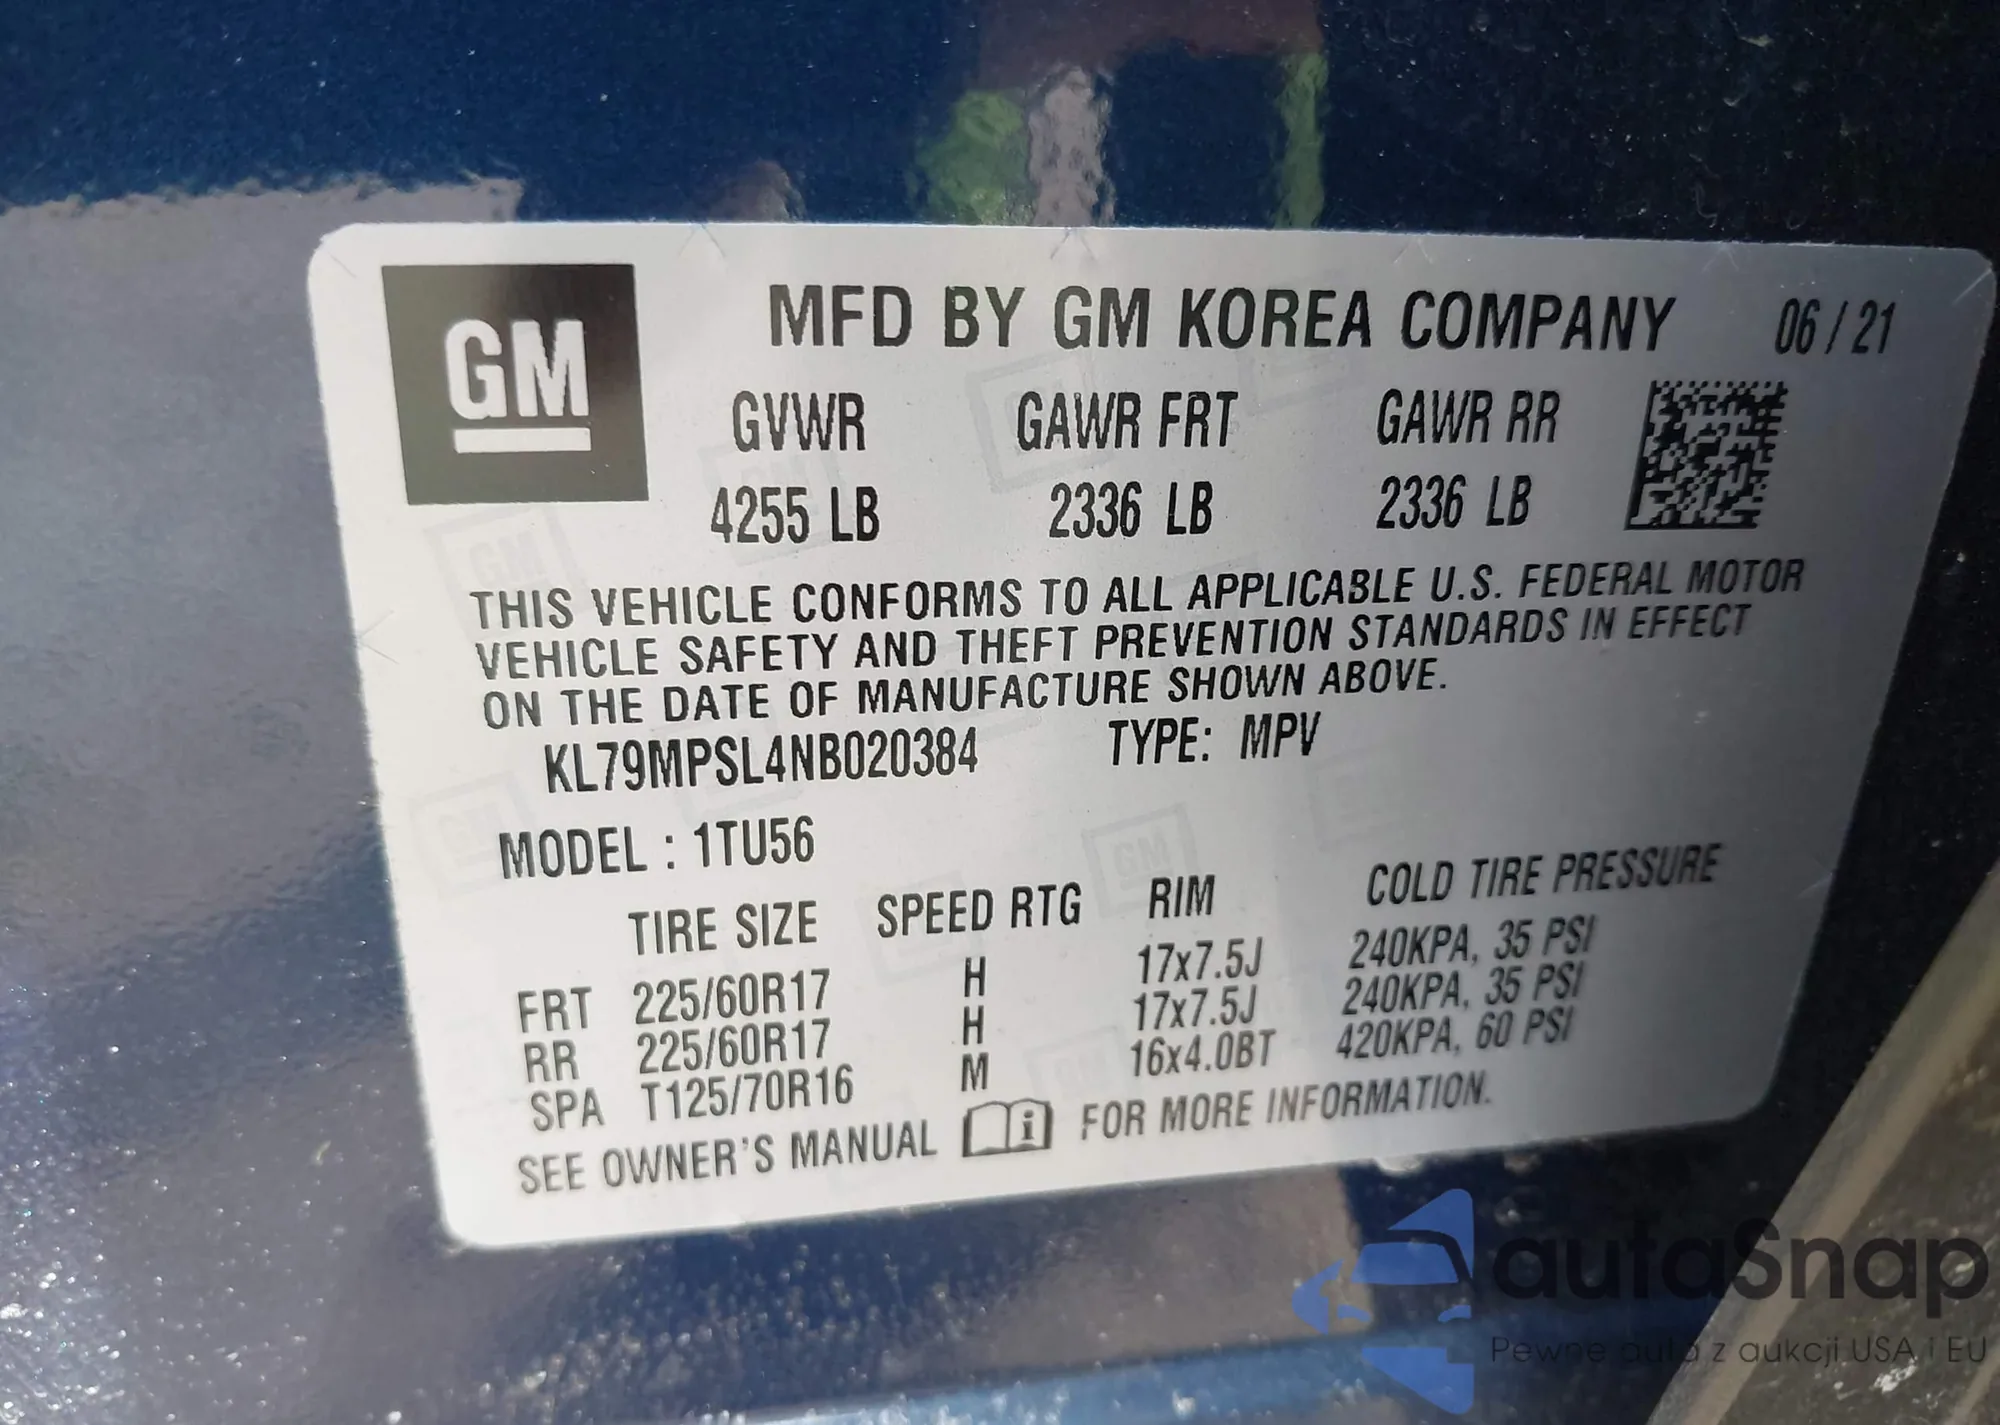 GM
MFD BY GM KOREA COMPANY 06 / 21
GVWR GAWR FRT GAWR RR
4255 LB 2336 LB 2336 LB
THIS VEHICLE CONFORMS TO ALL APPLICABLE U.S. FEDERAL MOTOR
VEHICLE SAFETY AND THEFT PREVENTION STANDARDS IN EFFECT
ON THE DATE OF MANUFACTURE SHOWN ABOVE.
KL79MPSL4NB020384 TYPE: MPV
MODEL : 1TU56
TIRE SIZE SPEED RTG RIM COLD TIRE PRESSURE
FRT 225/60R17 H 17x7.5J 240KPA, 35 PSI
RR 225/60R17 H 17x7.5J 240KPA, 35 PSI
SPA T125/70R16 M 16x4.0BT 420KPA, 60 PSI
SEE OWNER'S MANUAL i FOR MORE INFORMATION.
autaSnap
Pewne auta z aukcji USA i EU